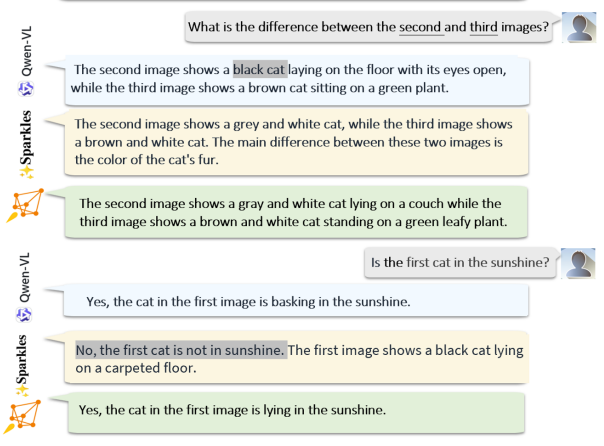 What is the difference between the second and third images?
Qwen-VL
The second image shows a black cat laying on the floor with its eyes open,
while the third image shows a brown cat sitting on a green plant.
Sparkles
The second image shows a grey and white cat, while the third image shows
a brown and white cat. The main difference between these two images is
the color of the cat's fur.
The second image shows a gray and white cat lying on a couch while the
third image shows a brown and white cat standing on a green leafy plant.
Is the first cat in the sunshine?
Qwen-VL
Yes, the cat in the first image is basking in the sunshine.
Sparkles
No, the first cat is not in sunshine. The first image shows a black cat lying
on a carpeted floor.
Yes, the cat in the first image is lying in the sunshine.